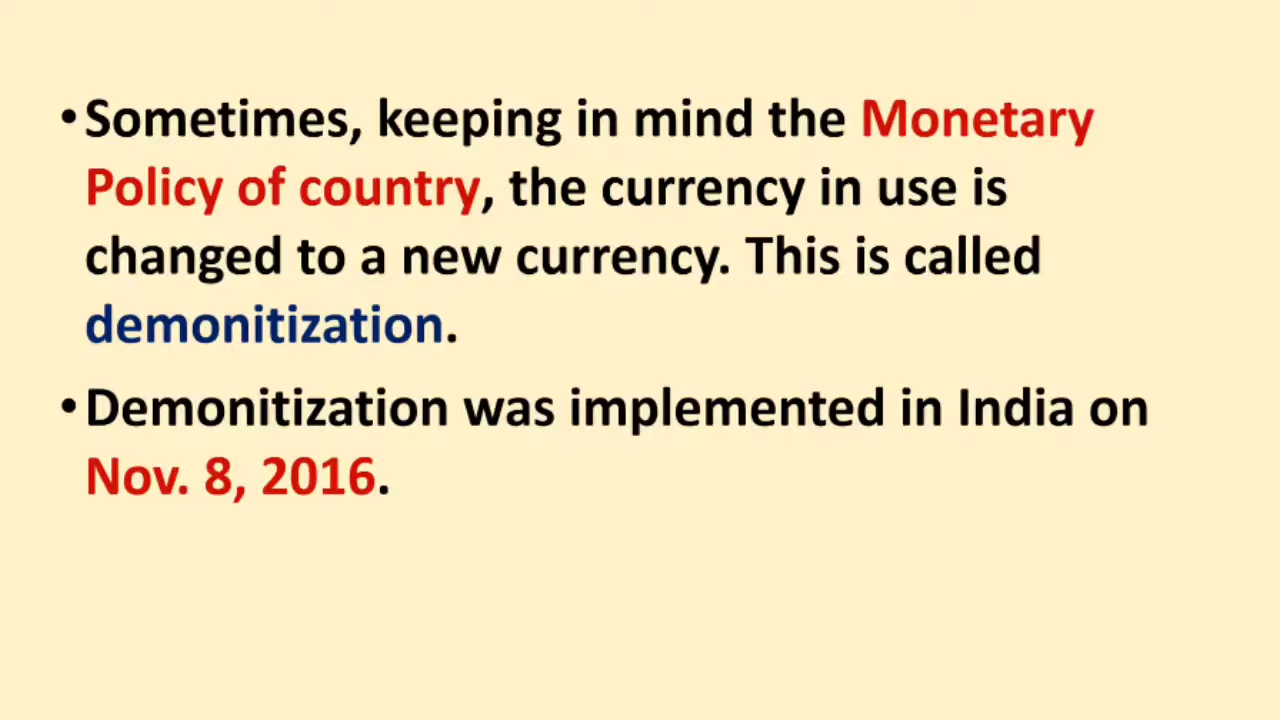 •Sometimes, keeping in mind the Monetary
Policy of country, the currency in use is
changed to a new currency. This is called
demonitization.
•Demonitization was implemented in India on
Nov. 8, 2016.